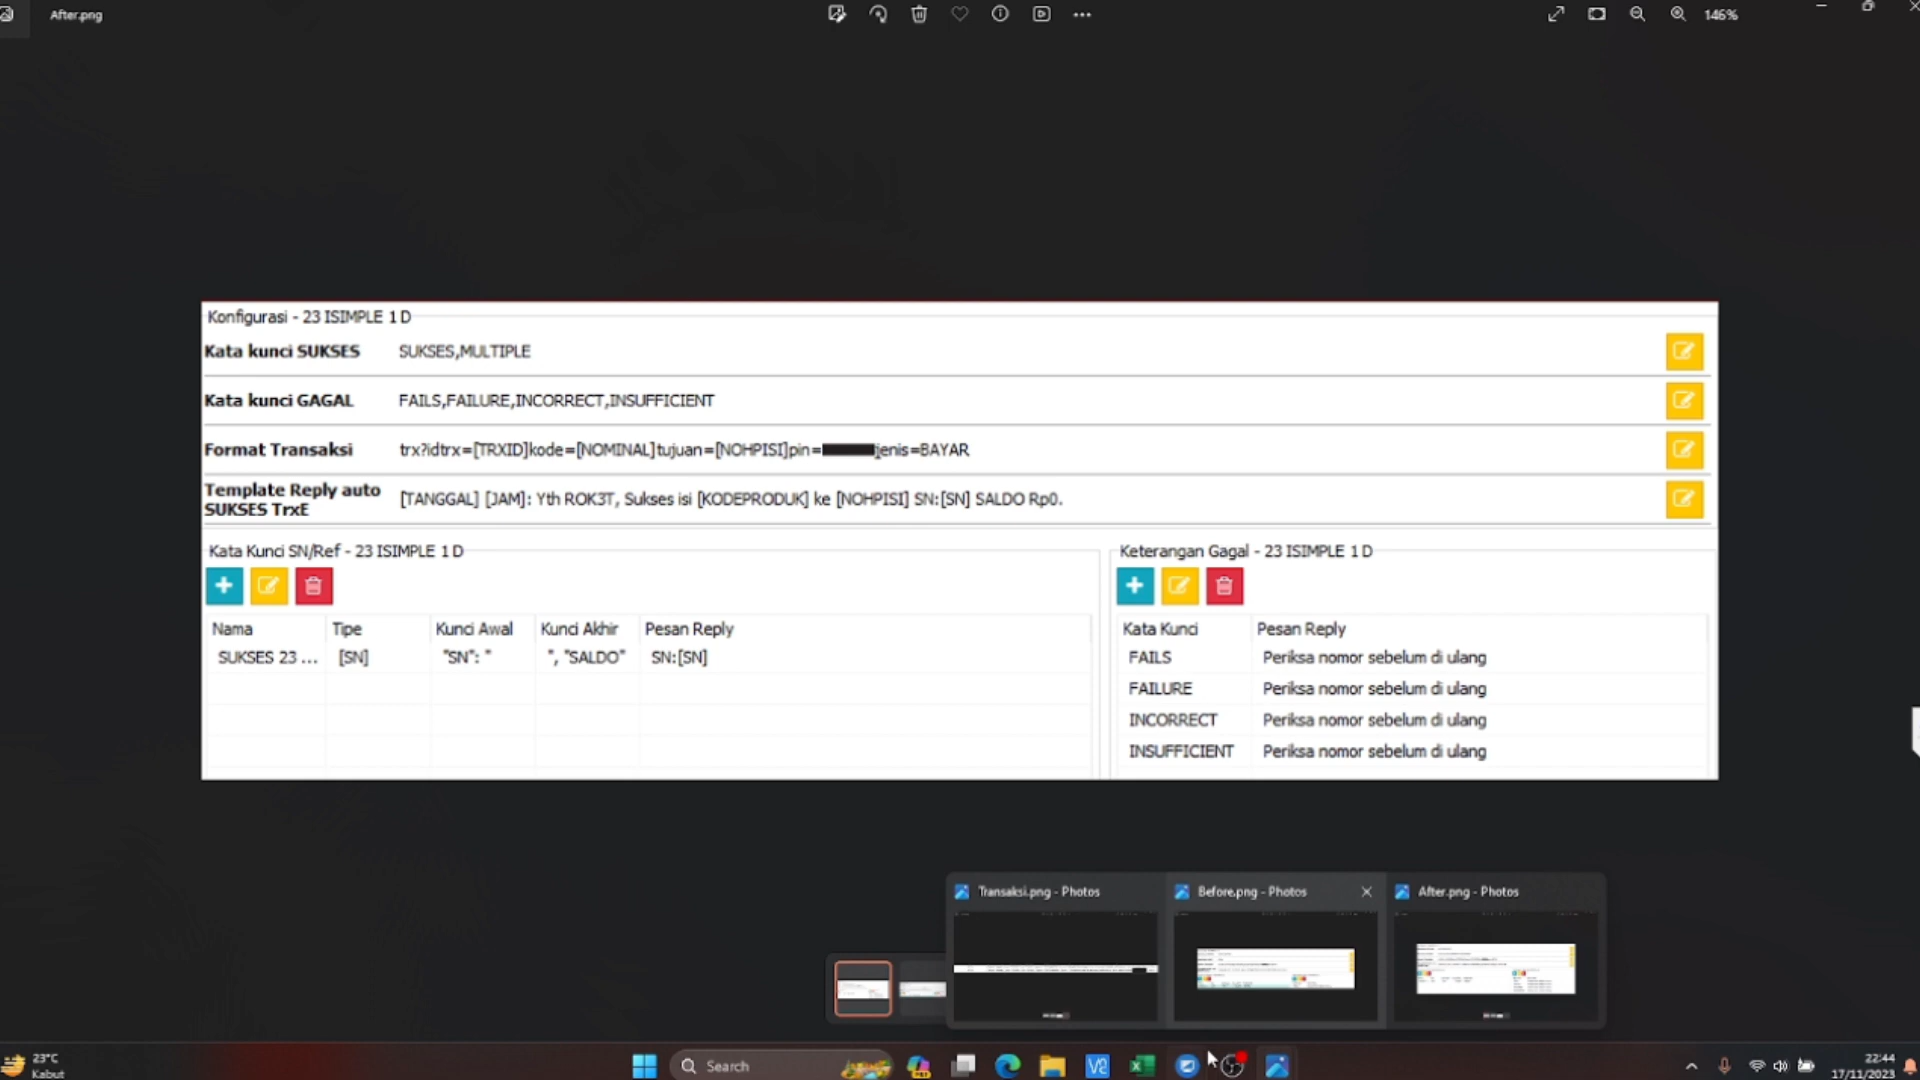 After.png
146%
Konfigurasi - 23 ISIMPLE 1D
Kata kunci SUKSES SUKSES,MULTIPLE
Kata kunci GAGAL FAILS,FAILURE,INCORRECT,INSUFFICIENT
Format Transaksi trx?idtrx=[TRXID]kode=[NOMINAL]tujuan=[NOHPISI]pin= jenis=BAYAR
Template Reply auto SUKSES TrxE [TANGGAL] [JAM]: Yth ROK3T, Sukses isi [KODEPRODUK] ke [NOHPISI] SN:[SN] SALDO Rp0.
Kata Kunci SN/Ref - 23 ISIMPLE 1D
Nama Tipe Kunci Awal Kunci Akhir Pesan Reply
SUKSES 23 ... [SN] "SN": " ", "SALDO" SN:[SN]
Keterangan Gagal - 23 ISIMPLE 1D
Kata Kunci Pesan Reply
FAILS Periksa nomor sebelum di ulang
FAILURE Periksa nomor sebelum di ulang
INCORRECT Periksa nomor sebelum di ulang
INSUFFICIENT Periksa nomor sebelum di ulang
Transaksi.png - Photos
Before.png - Photos
After.png - Photos
23°C
Kabut
Search
22:44
17/11/2023